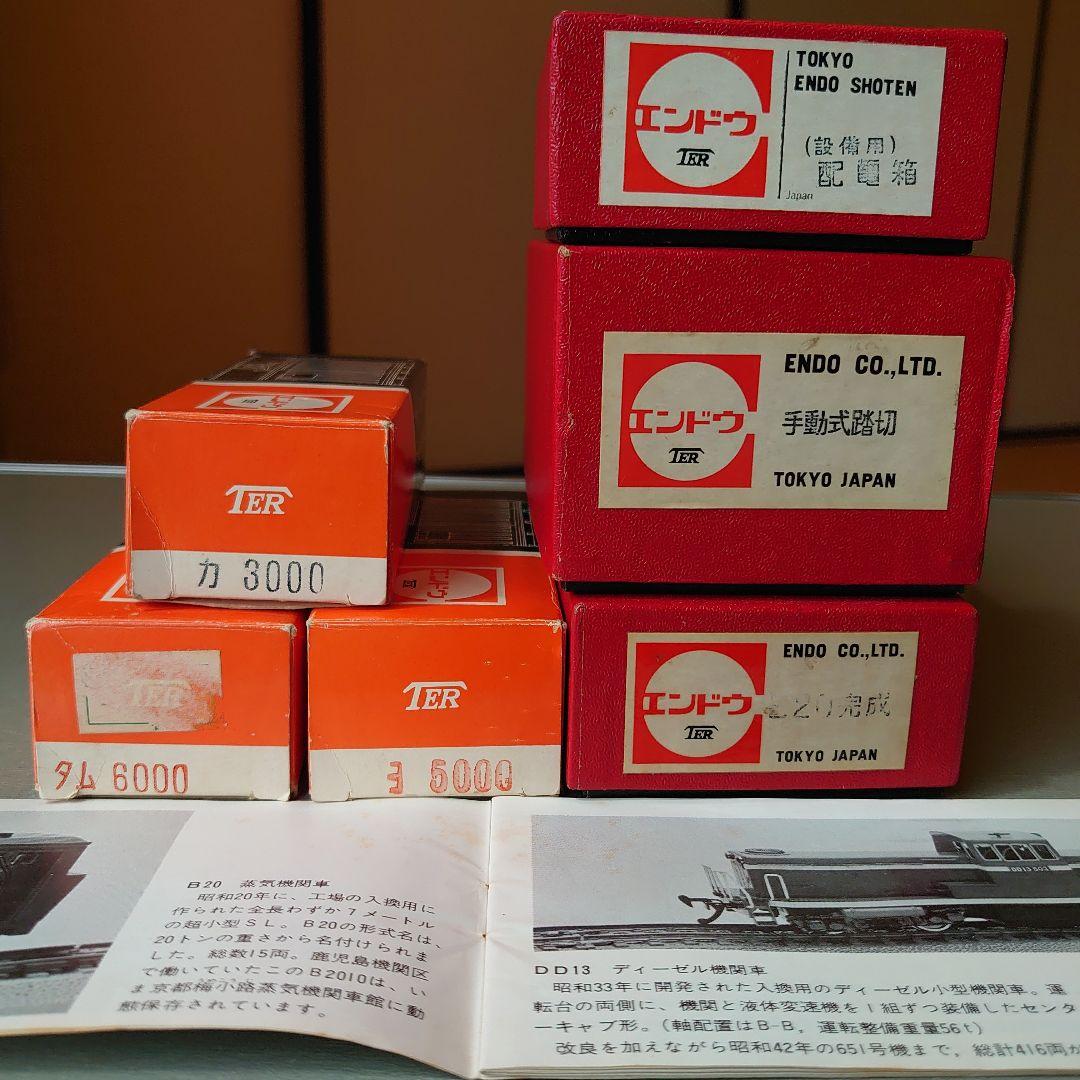 TOKYO
ENDO SHOTEN
エンドウ
TER
(設備用)
配電箱
Japan
ENDO CO.,LTD.
エンドウ
TER
手動式踏切
TOKYO JAPAN
ENDO CO.,LTD.
エンドウ
TER
完成
TOKYO JAPAN
TER
カ 3000
TER
タム 6000
TER
ヨ 5000
B20 蒸気機関車
昭和20年に、工場の入換用に
作られた全長わずか7メートル
の超小型SL。B20の形式名は、
20トンの重さから名付けられま
した。総数15両。鹿児島機関区
で働いていたこのB2010は、い
ま京都梅小路蒸気機関車館に動
態保存されています。
DD13 503
DD13 ディーゼル機関車
昭和33年に開発された入換用のディーゼル小型機関車。運
転台の両側に、機関と液体変速機を1組ずつ装備したセンタ
ーキャブ形。(軸配置はB-B, 運転整備重量56t)
改良を加えながら昭和42年の651号機まで, 総計416両が